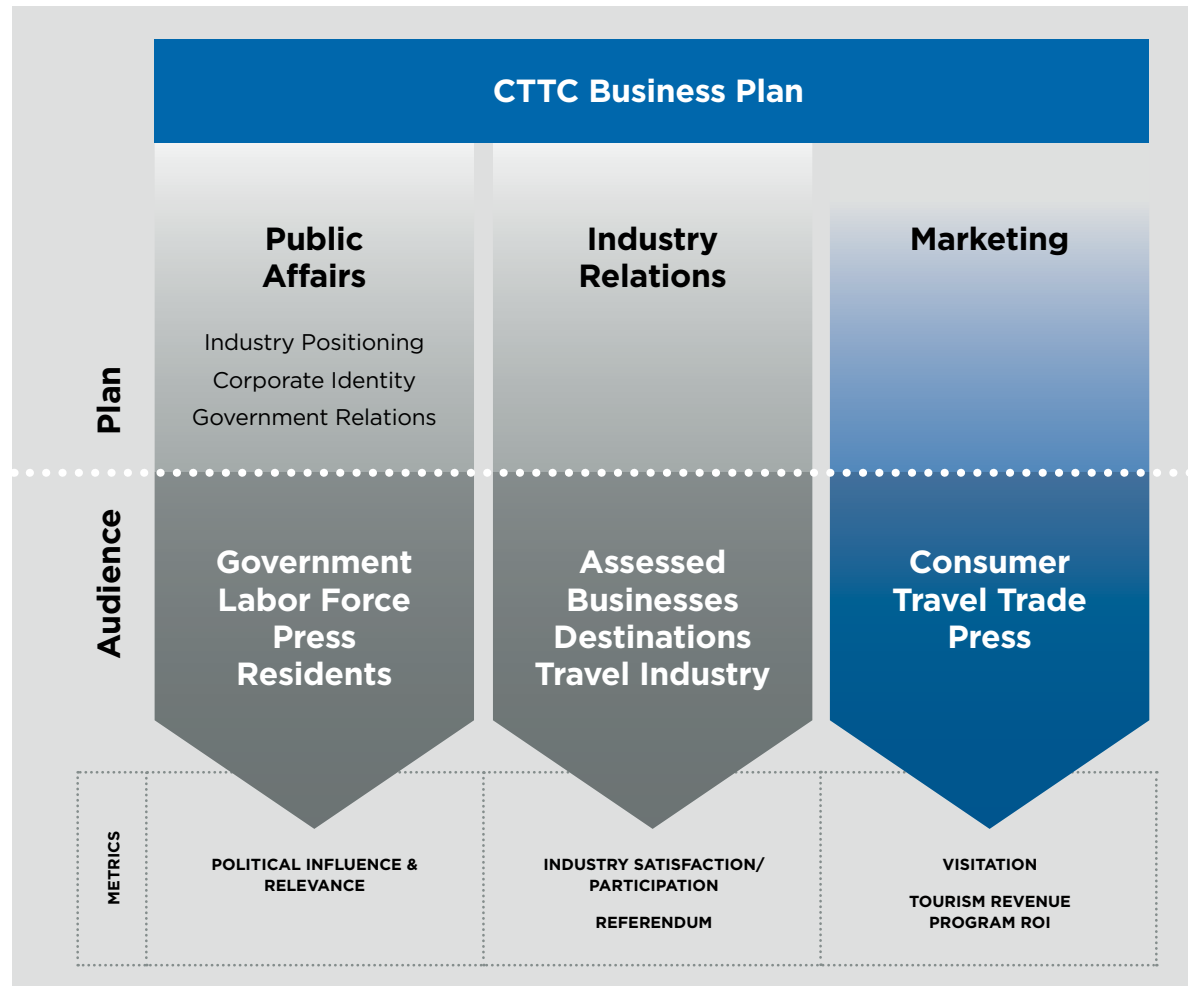 CTTC Business Plan
Public
Affairs
Industry Positioning
Corporate Identity
Government Relations
Industry
Relations
Marketing
Plan
Audience
Government
Labor Force
Press
Residents
Assessed
Businesses
Destinations
Travel Industry
Consumer
Travel Trade
Press
METRICS
POLITICAL INFLUENCE &
RELEVANCE
INDUSTRY SATISFACTION/
PARTICIPATION
REFERENDUM
VISITATION
TOURISM REVENUE
PROGRAM ROI